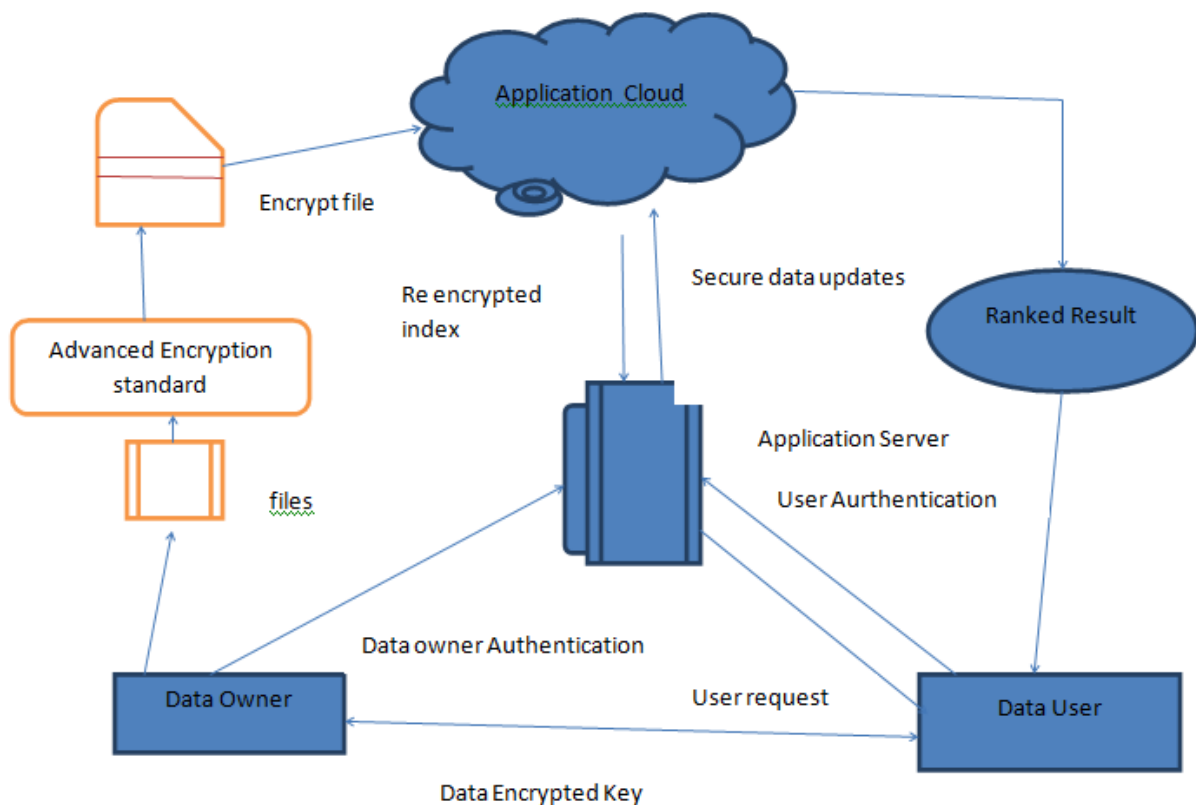 Application Cloud
Encrypt file
Re encrypted
index
Secure data updates
Ranked Result
Advanced Encryption
standard
Application Server
files
User Aurthentication
Data owner Authentication
Data Owner
User request
Data User
Data Encrypted Key